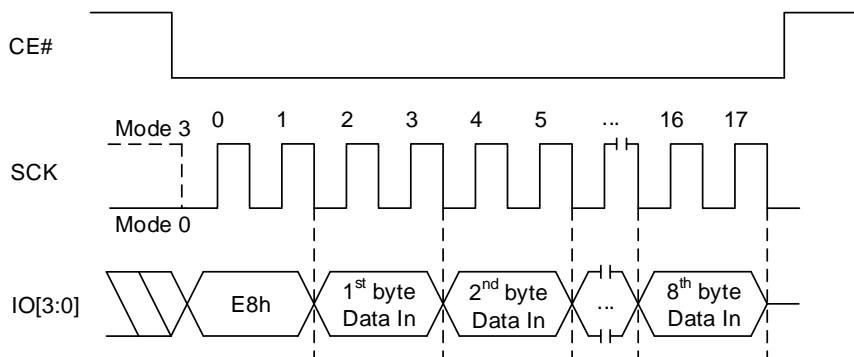 CE#
0 1 2 3 4 5 ... 16 17
Mode 3
SCK
Mode 0
IO[3:0]
E8h
1st byte
Data In
2nd byte
Data In
...
8th byte
Data In